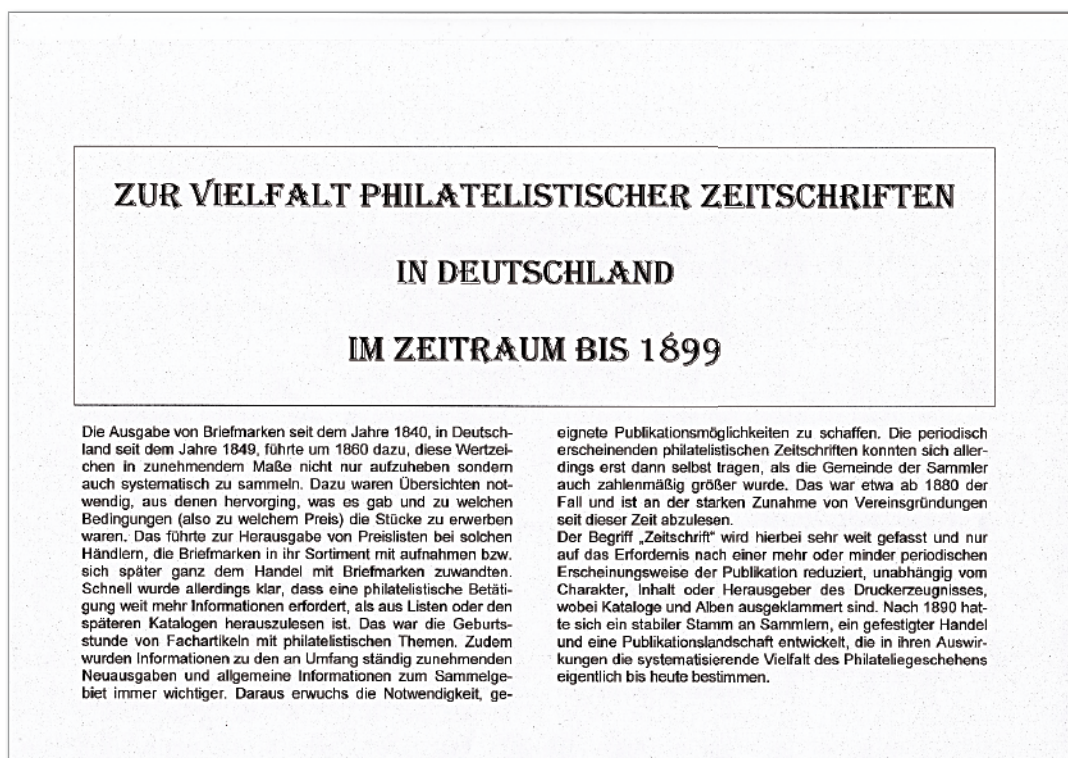 ZUR VIELFALT PHILATELISTISCHER ZEITSCHRIFTEN
IN DEUTSCHLAND
IM ZEITRAUM BIS 1899
Die Ausgabe von Briefmarken seit dem Jahre 1840, in Deutsch-
land seit dem Jahre 1849, führte um 1860 dazu, diese Wertzei-
chen in zunehmendem Maße nicht nur aufzuheben sondern
auch systematisch zu sammeln. Dazu waren Übersichten not-
wendig, aus denen hervorging, was es gab und zu welchen
Bedingungen (also zu welchem Preis) die Stücke zu erwerben
waren. Das führte zur Herausgabe von Preislisten bei solchen
Händlern, die Briefmarken in ihr Sortiment mit aufnahmen bzw.
sich später ganz dem Handel mit Briefmarken zuwandten.
Schnell wurde allerdings klar, dass eine philatelistische Betäti-
gung weit mehr Informationen erfordert, als aus Listen oder den
späteren Katalogen herauszulesen ist. Das war die Geburts-
stunde von Fachartikeln mit philatelistischen Themen. Zudem
wurden Informationen zu den an Umfang ständig zunehmenden
Neuausgaben und allgemeine Informationen zum Sammelge-
biet immer wichtiger. Daraus erwuchs die Notwendigkeit, ge-
eignete Publikationsmöglichkeiten zu schaffen. Die periodisch
erscheinenden philatelistischen Zeitschriften konnten sich aller-
dings erst dann selbst tragen, als die Gemeinde der Sammler
auch zahlenmäßig größer wurde. Das war etwa ab 1880 der
Fall und ist an der starken Zunahme von Vereinsgründungen
seit dieser Zeit abzulesen.
Der Begriff „Zeitschrift“ wird hierbei sehr weit gefasst und nur
auf das Erfordernis nach einer mehr oder minder periodischen
Erscheinungsweise der Publikation reduziert, unabhängig vom
Charakter, Inhalt oder Herausgeber des Druckerzeugnisses,
wobei Kataloge und Alben ausgeklammert sind. Nach 1890 hat-
te sich ein stabiler Stamm an Sammlern, ein gefestigter Handel
und eine Publikationslandschaft entwickelt, die in ihren Auswir-
kungen die systematisierende Vielfalt des Philateliegeschehens
eigentlich bis heute bestimmen.